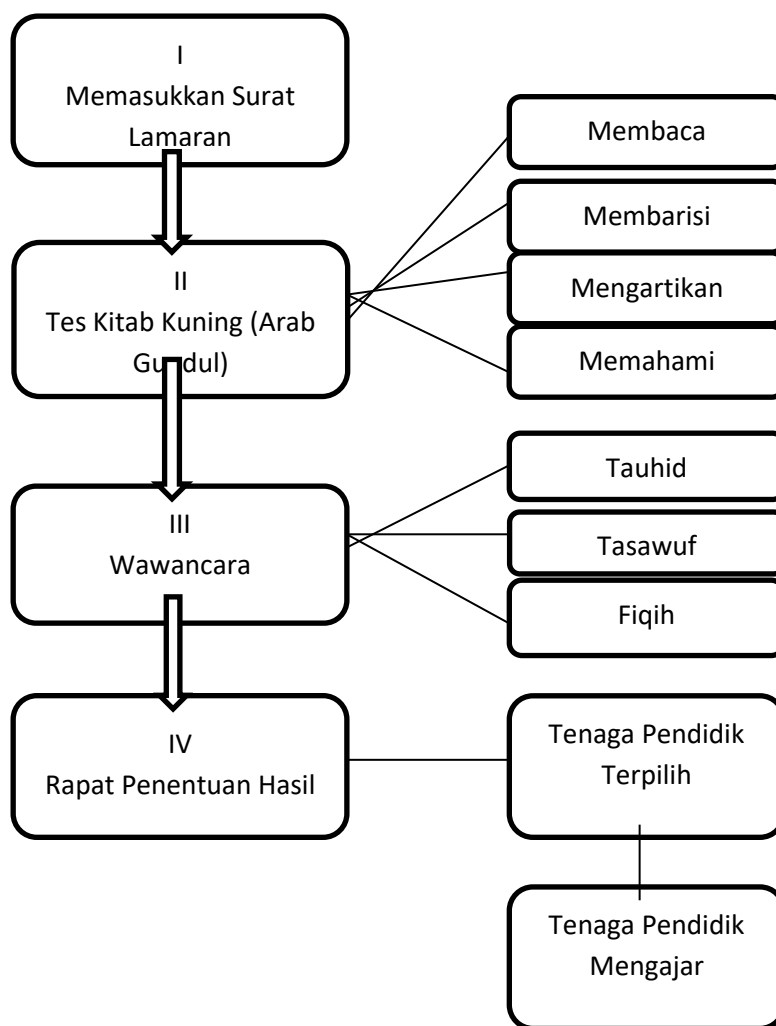 I
Memasukkan Surat
Lamaran
II
Tes Kitab Kuning (Arab
Gundul)
Membaca
Membarisi
Mengartikan
Memahami
III
Wawancara
Tauhid
Tasawuf
Fiqih
IV
Rapat Penentuan Hasil
Tenaga Pendidik
Terpilih
Tenaga Pendidik
Mengajar